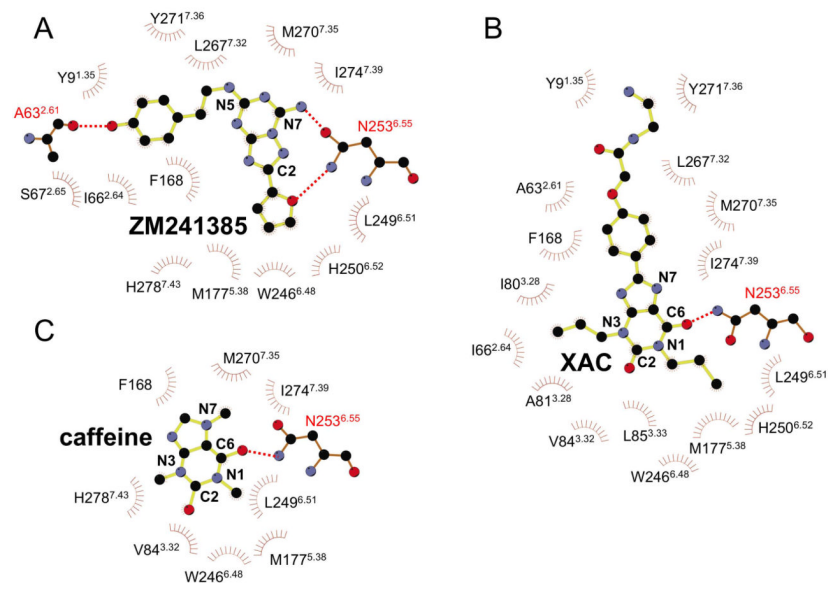 A
Y271^7.36
L267^7.32
M270^7.35
Y9^1.35
I274^7.39
A63^2.61
N5
N7
N253^6.55
C2
S67^2.65
I66^2.64
F168
ZM241385
L249^6.51
H250^6.52
H278^7.43
M177^5.38
W246^6.48
B
Y9^1.35
Y271^7.36
L267^7.32
A63^2.61
M270^7.35
F168
I274^7.39
I80^3.28
N7
N253^6.55
C6
N3
N1
I66^2.64
C2
XAC
L249^6.51
A81^3.28
H250^6.52
V84^3.32
L85^3.33
M177^5.38
W246^6.48
C
M270^7.35
F168
I274^7.39
N7
N253^6.55
caffeine
C6
N3
N1
C2
H278^7.43
L249^6.51
V84^3.32
M177^5.38
W246^6.48